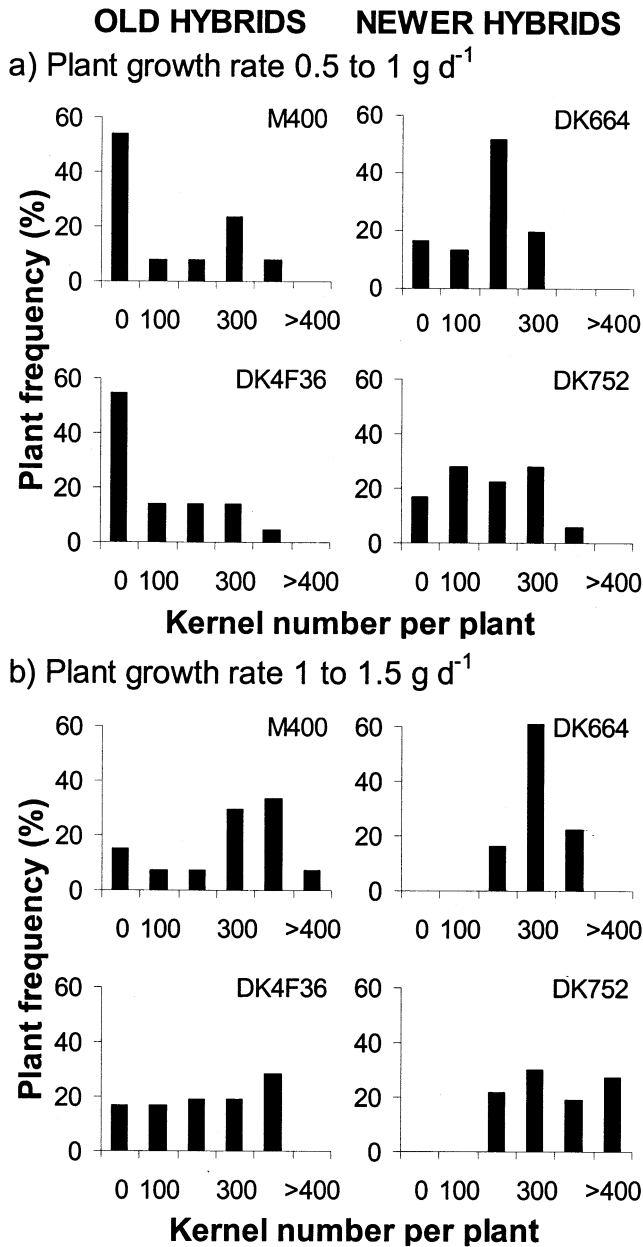 OLD HYBRIDS NEWER HYBRIDS
a) Plant growth rate 0.5 to 1 g d⁻¹
M400
60
40
20
0
0 100 300 >400
DK664
60
40
20
0
0 100 300 >400
Plant frequency (%)
DK4F36
60
40
20
0
0 100 300 >400
DK752
60
40
20
0
0 100 300 >400
Kernel number per plant
b) Plant growth rate 1 to 1.5 g d⁻¹
M400
60
40
20
0
0 100 300 >400
DK664
60
40
20
0
0 100 300 >400
Plant frequency (%)
DK4F36
60
40
20
0
0 100 300 >400
DK752
60
40
20
0
0 100 300 >400
Kernel number per plant